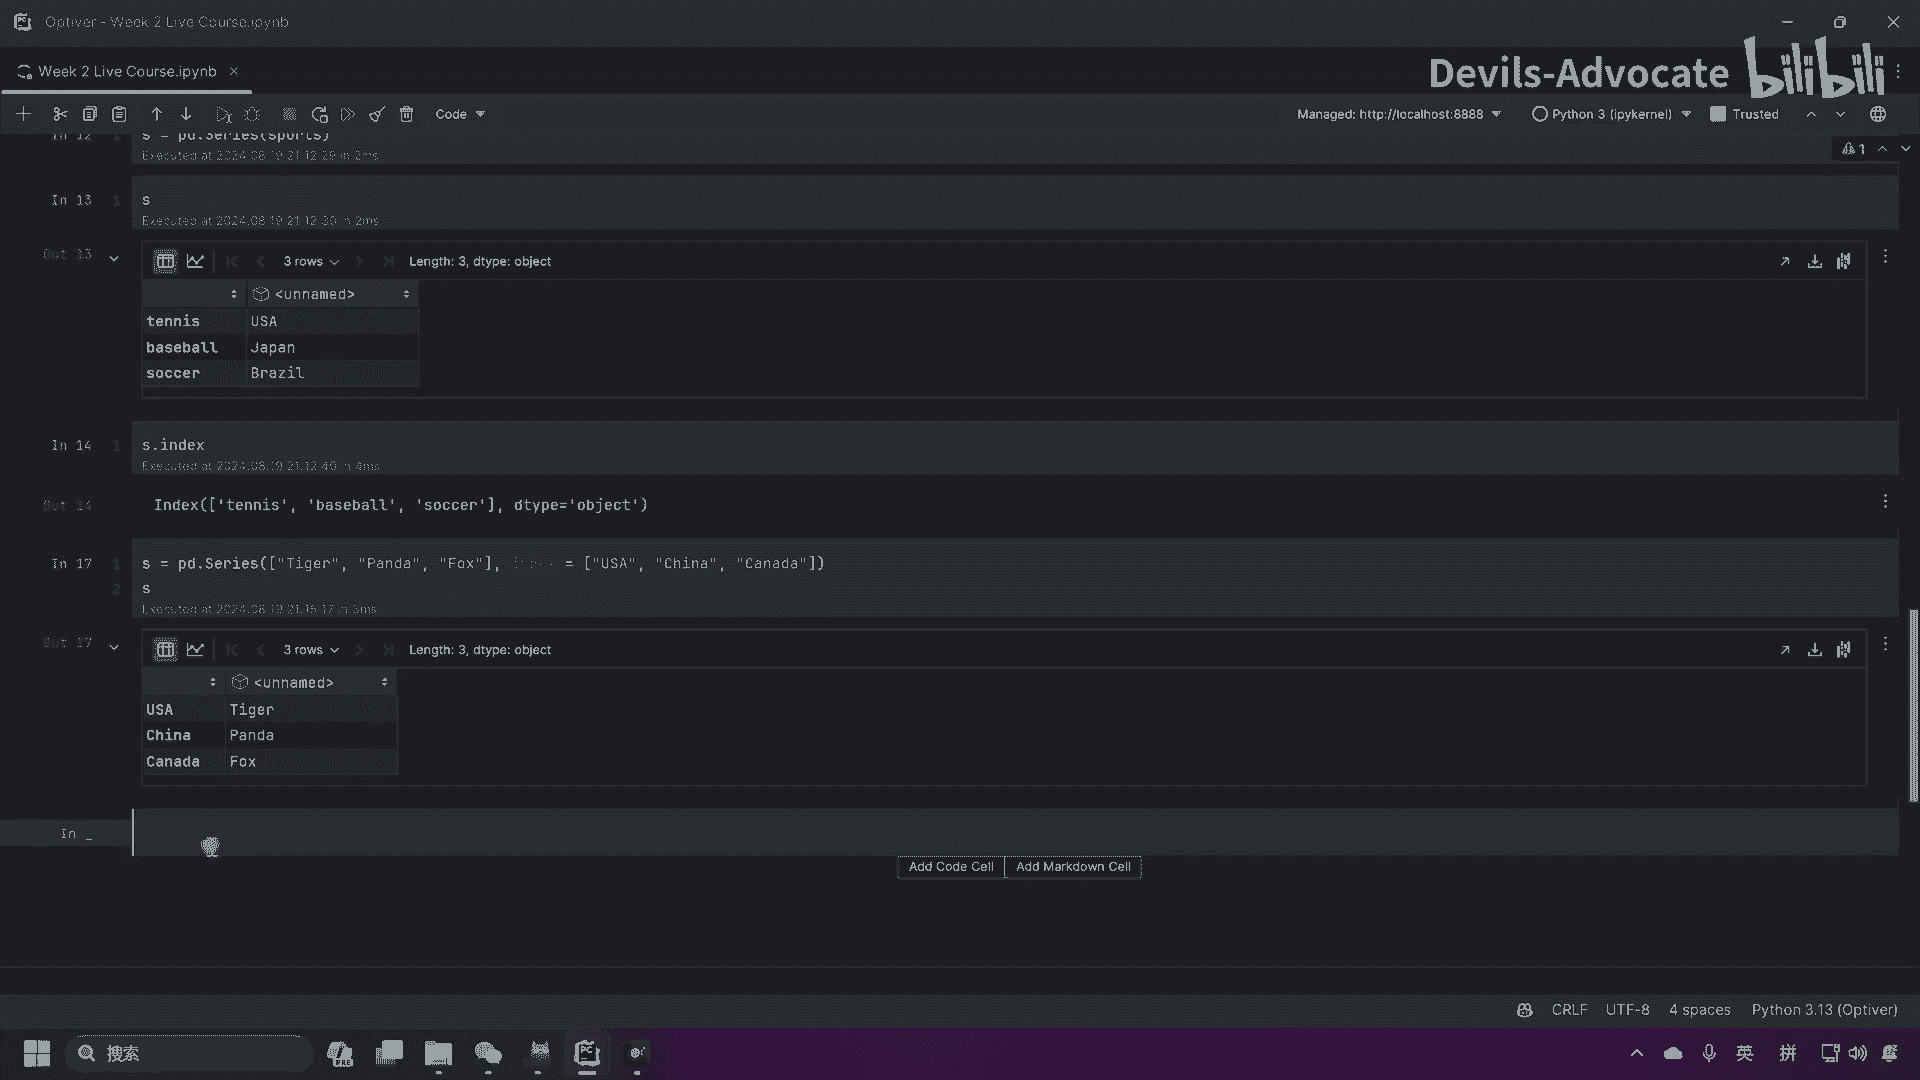 Optiver - Week 2 Live Course.ipynb
Week 2 Live Course.ipynb
Devils-Advocate bilibili
Code
Managed: http://localhost:8888
Python 3 (ipykernel)
Trusted
In 12 1 s = pd.Series(sports)
Executed at 2024.08.19 21:12:29 in 2ms
1
In 13 1 s
Executed at 2024.08.19 21:12:30 in 2ms
Out 13
3 rows Length: 3, dtype: object
<unnamed>
tennis USA
baseball Japan
soccer Brazil
In 14 1 s.index
Executed at 2024.08.19 21:12:40 in 4ms
Out 14 Index(['tennis', 'baseball', 'soccer'], dtype='object')
In 17 1 s = pd.Series(["Tiger", "Panda", "Fox"], = ["USA", "China", "Canada"])
2 s
Executed at 2024.08.19 21:15:17 in 3ms
Out 17
3 rows Length: 3, dtype: object
<unnamed>
USA Tiger
China Panda
Canada Fox
In _
Add Code Cell Add Markdown Cell
CRLF UTF-8 4 spaces Python 3.13 (Optiver)
搜索
PRE
PC
英 拼